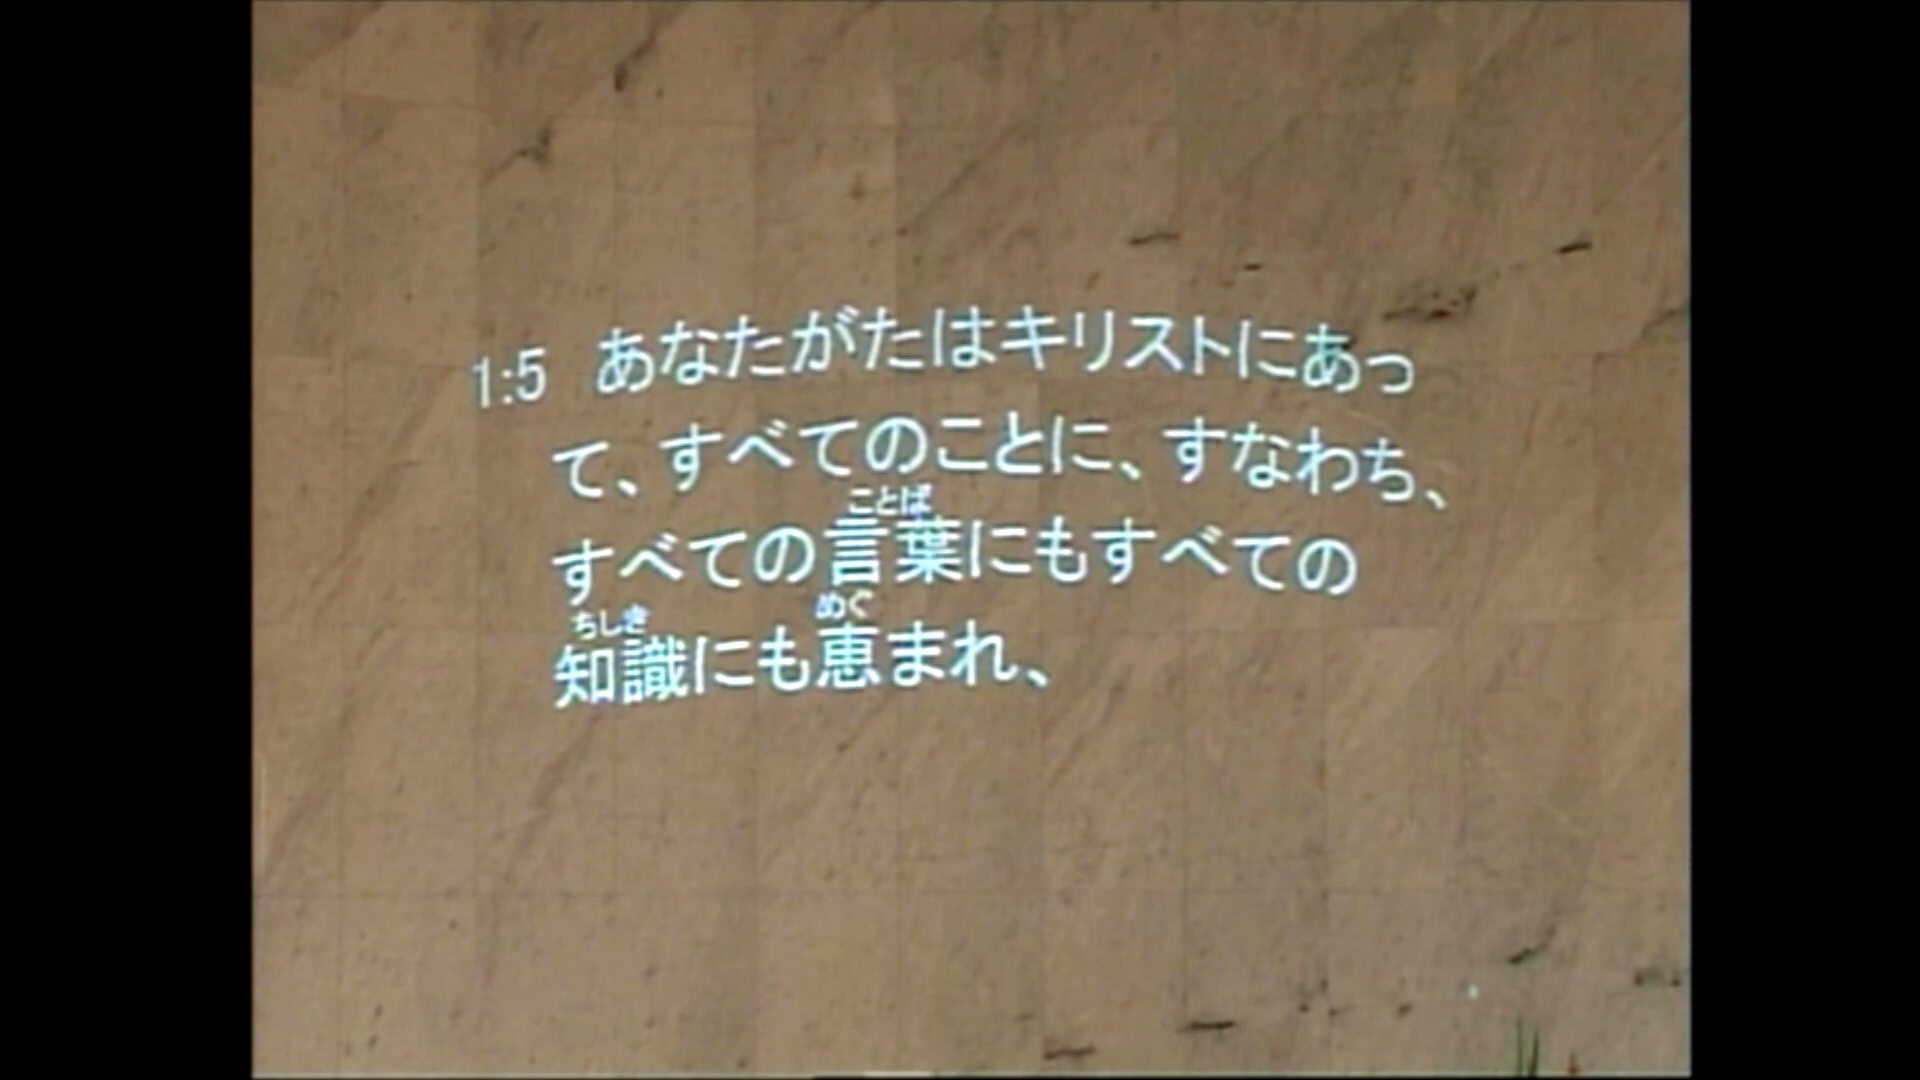 1:5 あなたがたはキリストにあっ
て、すべてのことに、すなわち、
ことば
すべての言葉にもすべての
ちしき めぐ
知識にも恵まれ、